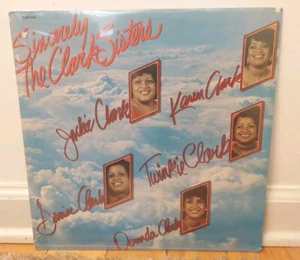 Sincerely
The Clark Sisters
Jackie Clark
Karen Clark
Twinkie Clark
Denise Clark
Dorinda Clark